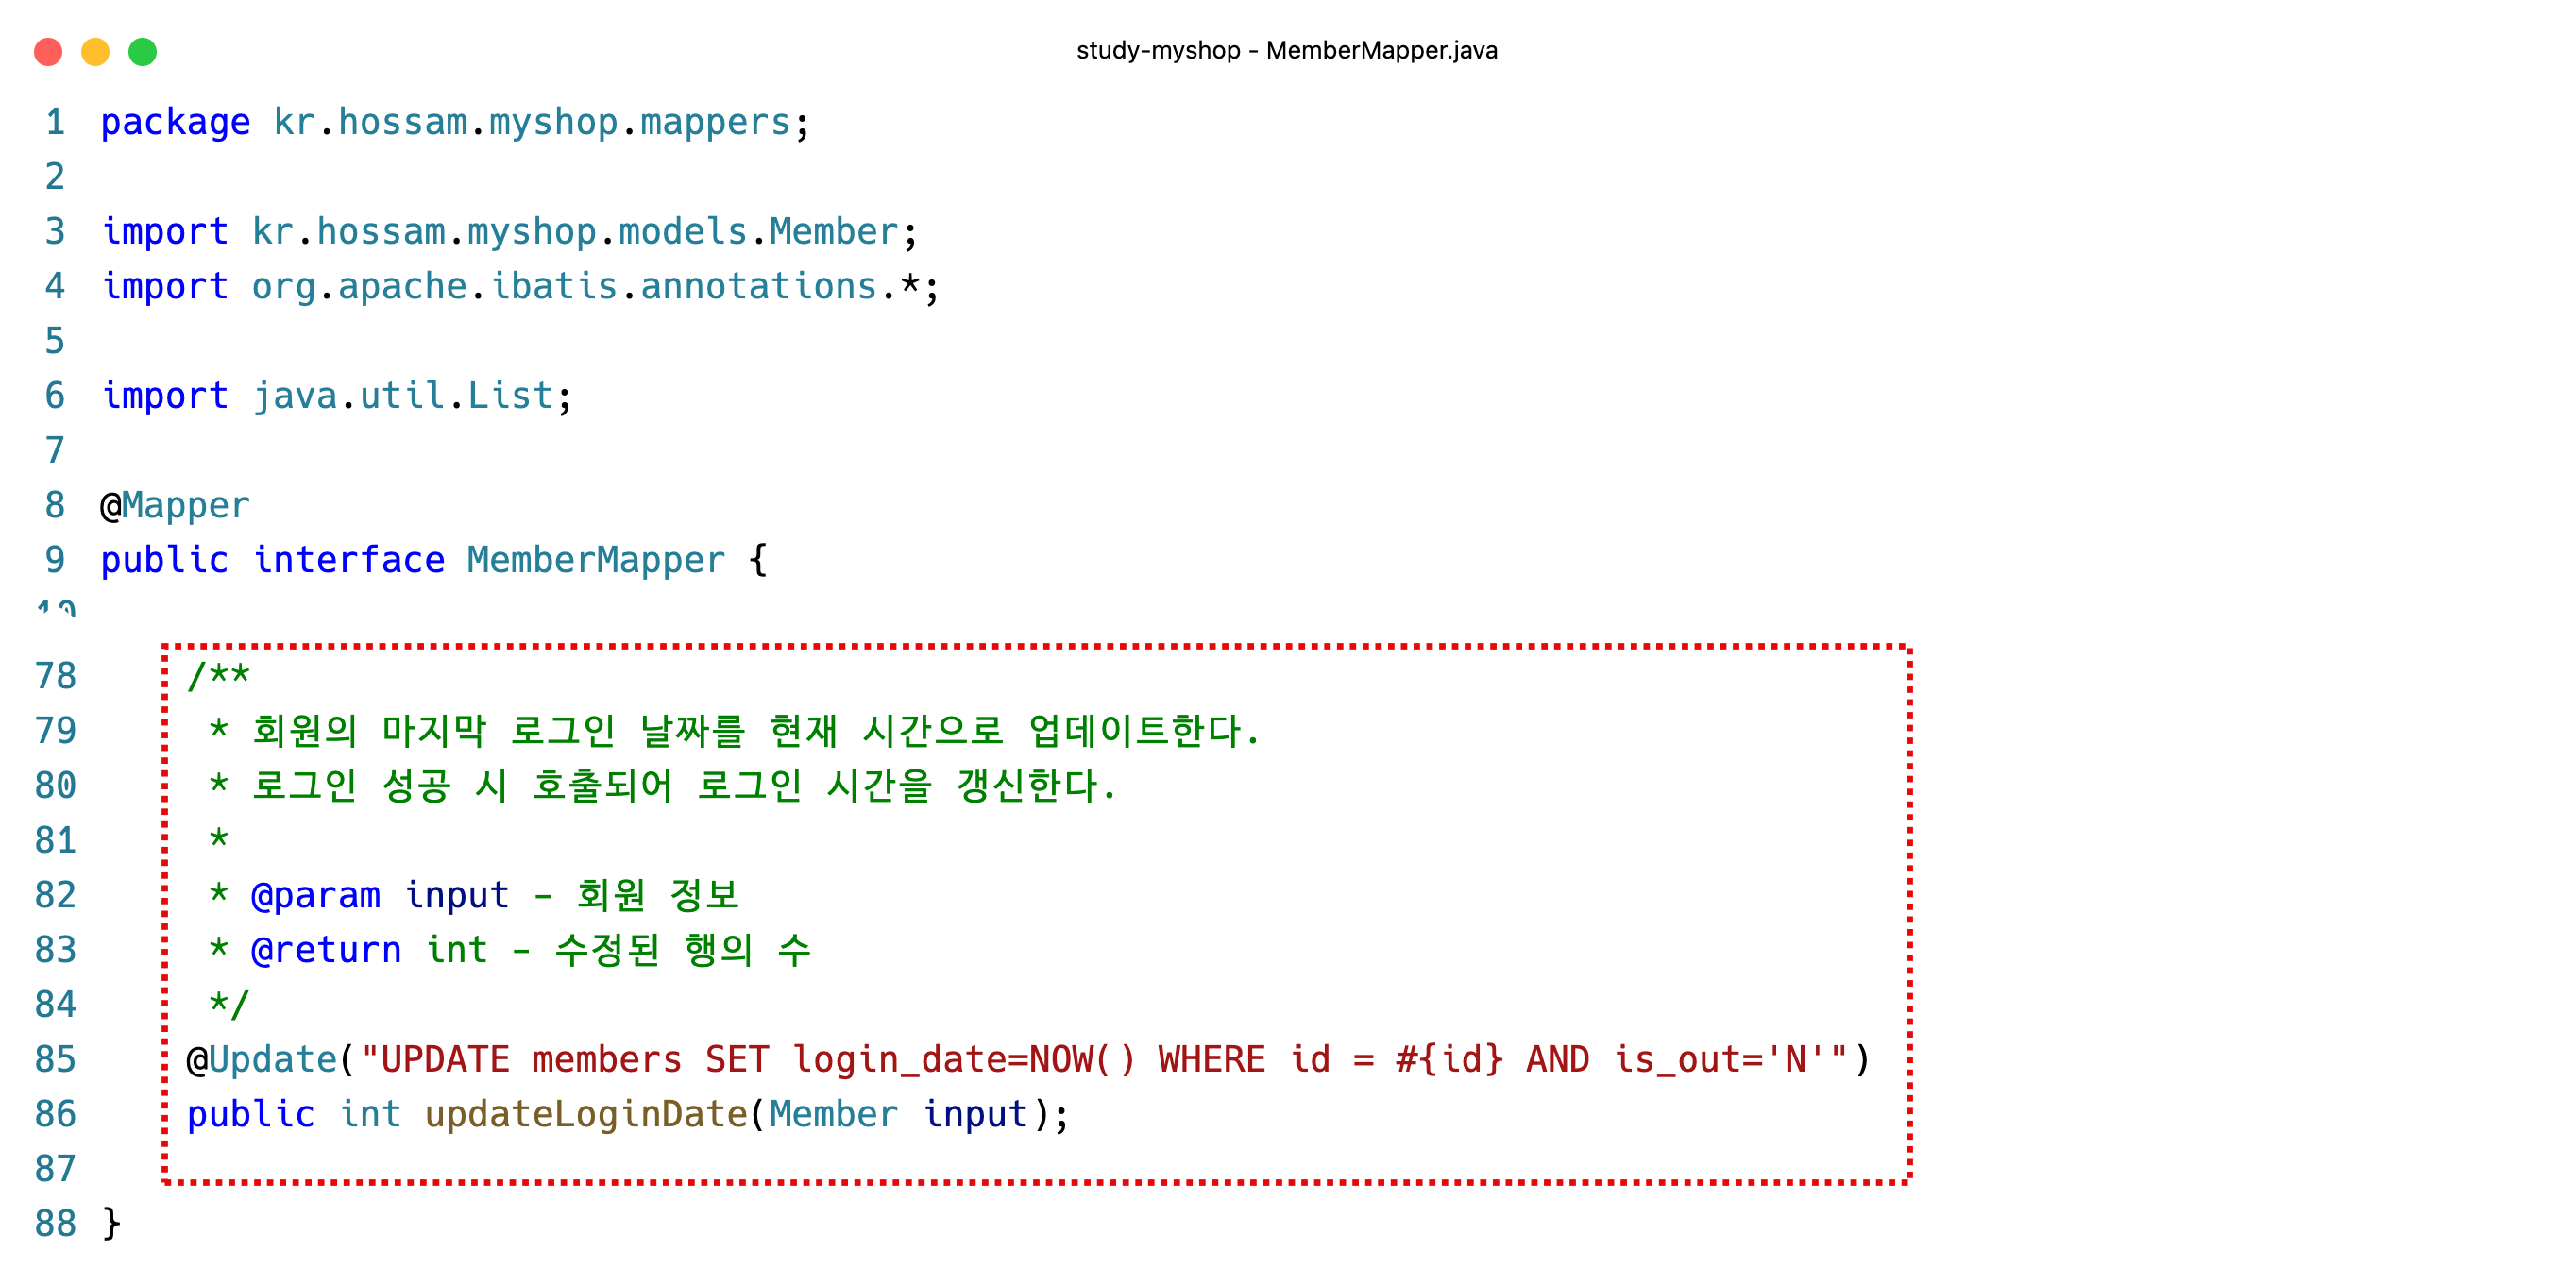 study-myshop - MemberMapper.java
1 package kr.hossam.myshop.mappers;
2
3 import kr.hossam.myshop.models.Member;
4 import org.apache.ibatis.annotations.*;
5
6 import java.util.List;
7
8 @Mapper
9 public interface MemberMapper {
78 /**
79 * 회원의 마지막 로그인 날짜를 현재 시간으로 업데이트한다.
80 * 로그인 성공 시 호출되어 로그인 시간을 갱신한다.
81 *
82 * @param input - 회원 정보
83 * @return int - 수정된 행의 수
84 */
85 @Update("UPDATE members SET login_date=NOW() WHERE id = #{id} AND is_out='N'")
86 public int updateLoginDate(Member input);
87
88 }